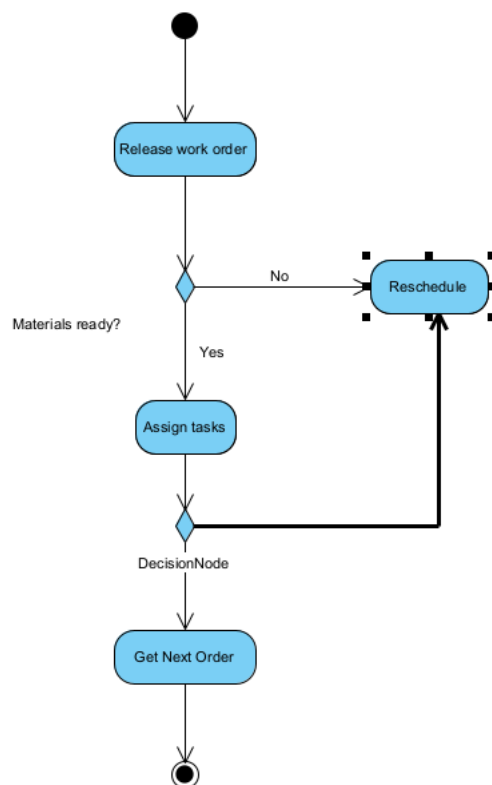 Release work order
No
Reschedule
Materials ready?
Yes
Assign tasks
DecisionNode
Get Next Order